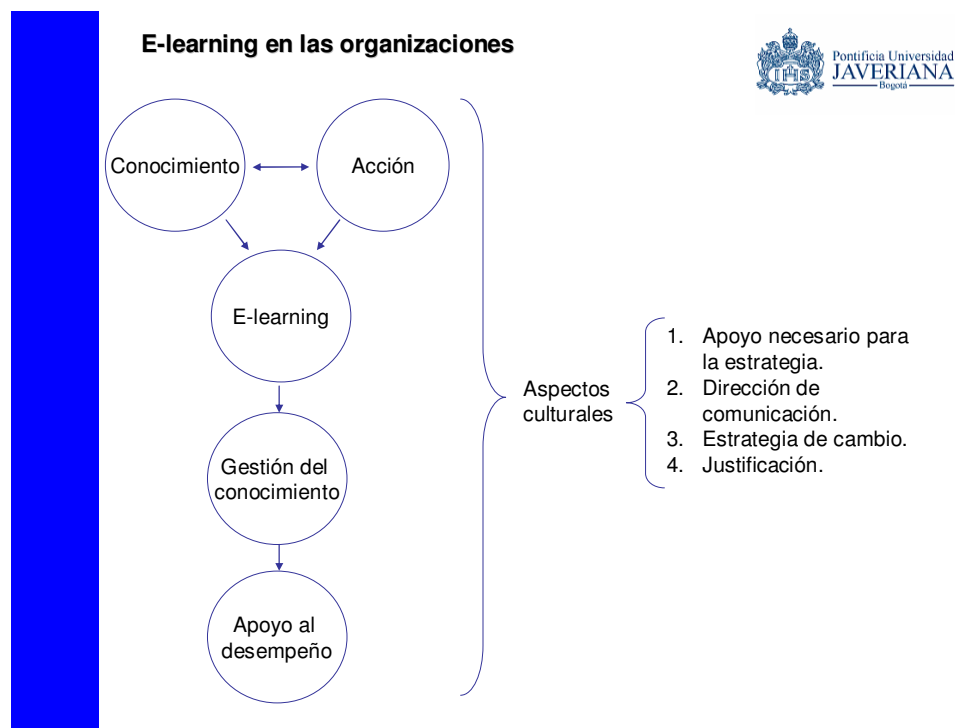 E-learning en las organizaciones
Pontificia Universidad
JAVERIANA
Bogotá
Conocimiento
Acción
E-learning
Gestión del
conocimiento
Apoyo al
desempeño
Aspectos
culturales
1. Apoyo necesario para
la estrategia.
2. Dirección de
comunicación.
3. Estrategia de cambio.
4. Justificación.